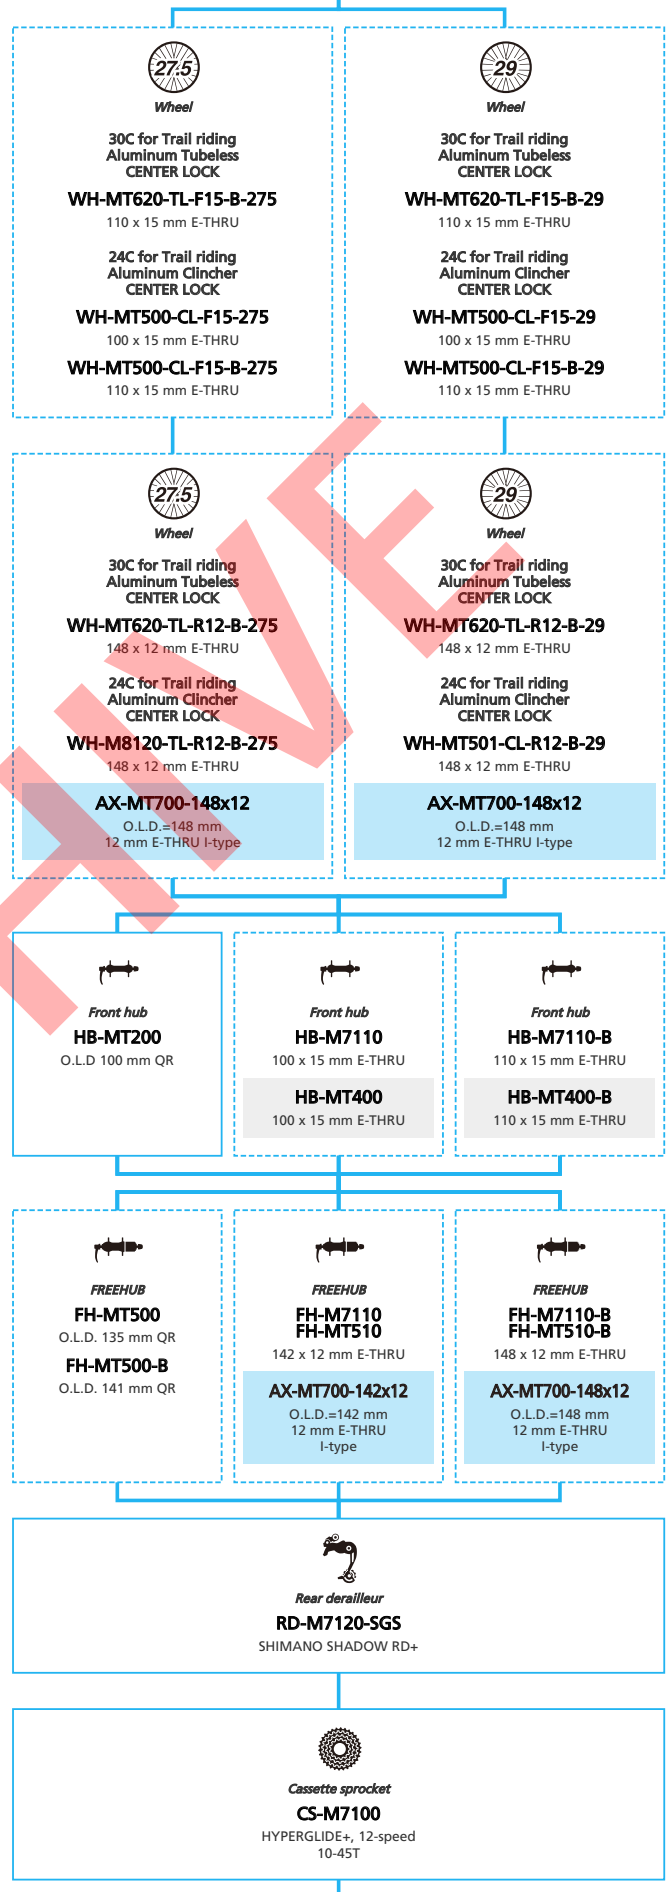 27.5
Wheel
30C for Trail riding
Aluminum Tubeless
CENTER LOCK
WH-MT620-TL-F15-B-275
110 x 15 mm E-THRU
24C for Trail riding
Aluminum Clincher
CENTER LOCK
WH-MT500-CL-F15-275
100 x 15 mm E-THRU
WH-MT500-CL-F15-B-275
110 x 15 mm E-THRU
29
Wheel
30C for Trail riding
Aluminum Tubeless
CENTER LOCK
WH-MT620-TL-F15-B-29
110 x 15 mm E-THRU
24C for Trail riding
Aluminum Clincher
CENTER LOCK
WH-MT500-CL-F15-29
100 x 15 mm E-THRU
WH-MT500-CL-F15-B-29
110 x 15 mm E-THRU
27.5
Wheel
30C for Trail riding
Aluminum Tubeless
CENTER LOCK
WH-MT620-TL-R12-B-275
148 x 12 mm E-THRU
24C for Trail riding
Aluminum Clincher
CENTER LOCK
WH-M8120-TL-R12-B-275
148 x 12 mm E-THRU
AX-MT700-148x12
O.L.D.=148 mm
12 mm E-THRU I-type
29
Wheel
30C for Trail riding
Aluminum Tubeless
CENTER LOCK
WH-MT620-TL-R12-B-29
148 x 12 mm E-THRU
24C for Trail riding
Aluminum Clincher
CENTER LOCK
WH-MT501-CL-R12-B-29
148 x 12 mm E-THRU
AX-MT700-148x12
O.L.D.=148 mm
12 mm E-THRU I-type
HIVE
Front hub
HB-MT200
O.L.D 100 mm QR
Front hub
HB-M7110
100 x 15 mm E-THRU
HB-MT400
100 x 15 mm E-THRU
Front hub
HB-M7110-B
110 x 15 mm E-THRU
HB-MT400-B
110 x 15 mm E-THRU
FREEHUB
FH-MT500
O.L.D. 135 mm QR
FH-MT500-B
O.L.D. 141 mm QR
FREEHUB
FH-M7110
FH-MT510
142 x 12 mm E-THRU
AX-MT700-142x12
O.L.D.=142 mm
12 mm E-THRU
I-type
FREEHUB
FH-M7110-B
FH-MT510-B
148 x 12 mm E-THRU
AX-MT700-148x12
O.L.D.=148 mm
12 mm E-THRU
I-type
Rear derailleur
RD-M7120-SGS
SHIMANO SHADOW RD+
Cassette sprocket
CS-M7100
HYPERGLIDE+, 12-speed
10-45T